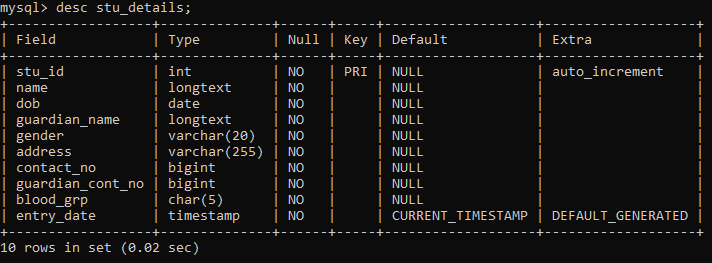 mysql> desc stu_details;
+------------------+--------------+------+-----+-------------------+-------------------+
| Field            | Type         | Null | Key | Default           | Extra             |
+------------------+--------------+------+-----+-------------------+-------------------+
| stu_id           | int          | NO   | PRI | NULL              | auto_increment    |
| name             | longtext     | NO   |     | NULL              |                   |
| dob              | date         | NO   |     | NULL              |                   |
| guardian_name    | longtext     | NO   |     | NULL              |                   |
| gender           | varchar(20)  | NO   |     | NULL              |                   |
| address          | varchar(255) | NO   |     | NULL              |                   |
| contact_no       | bigint       | NO   |     | NULL              |                   |
| guardian_cont_no | bigint       | NO   |     | NULL              |                   |
| blood_grp        | char(5)      | NO   |     | NULL              |                   |
| entry_date       | timestamp    | NO   |     | CURRENT_TIMESTAMP | DEFAULT_GENERATED |
+------------------+--------------+------+-----+-------------------+-------------------+
10 rows in set (0.02 sec)